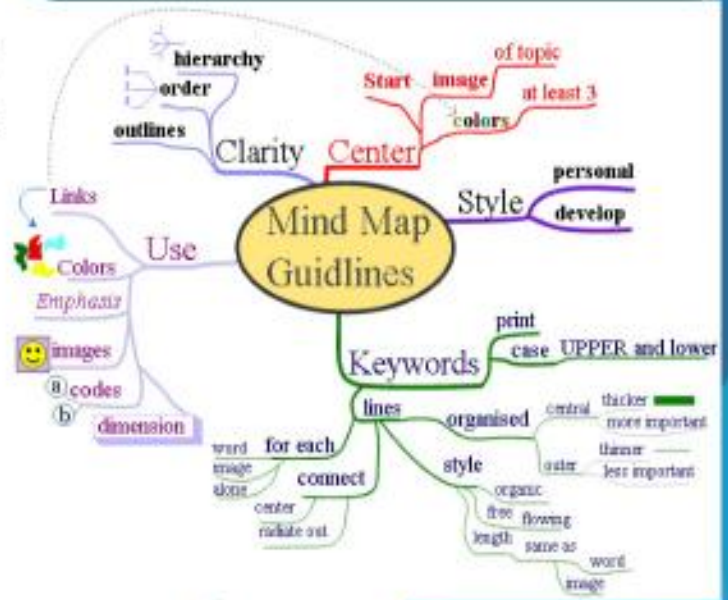 Mind Map
Guidlines
Center
Start
image
of topic
colors
at least 3
Style
personal
develop
Keywords
print
case
UPPER and lower
lines
organised
central
thicker
more important
outer
thinner
less important
style
organic
free flowing
length
same as
word
image
connect
center
radiate out
for each
word
image
alone
Use
Links
Colors
Emphasis
images
a
b
codes
dimension
Clarity
hierarchy
order
outlines